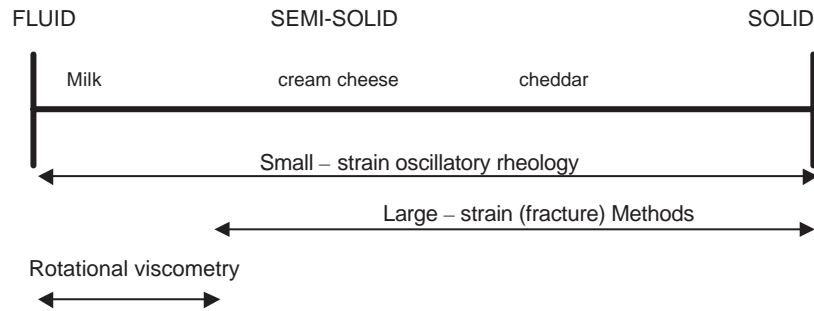 FLUID SEMI-SOLID SOLID
Milk cream cheese cheddar
Small – strain oscillatory rheology
Large – strain (fracture) Methods
Rotational viscometry